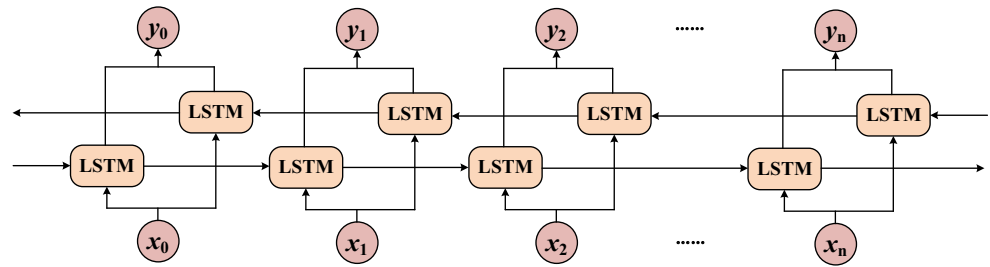 y0 y1 y2 ...... yn
LSTM LSTM LSTM LSTM
LSTM LSTM LSTM LSTM
x0 x1 x2 ...... xn